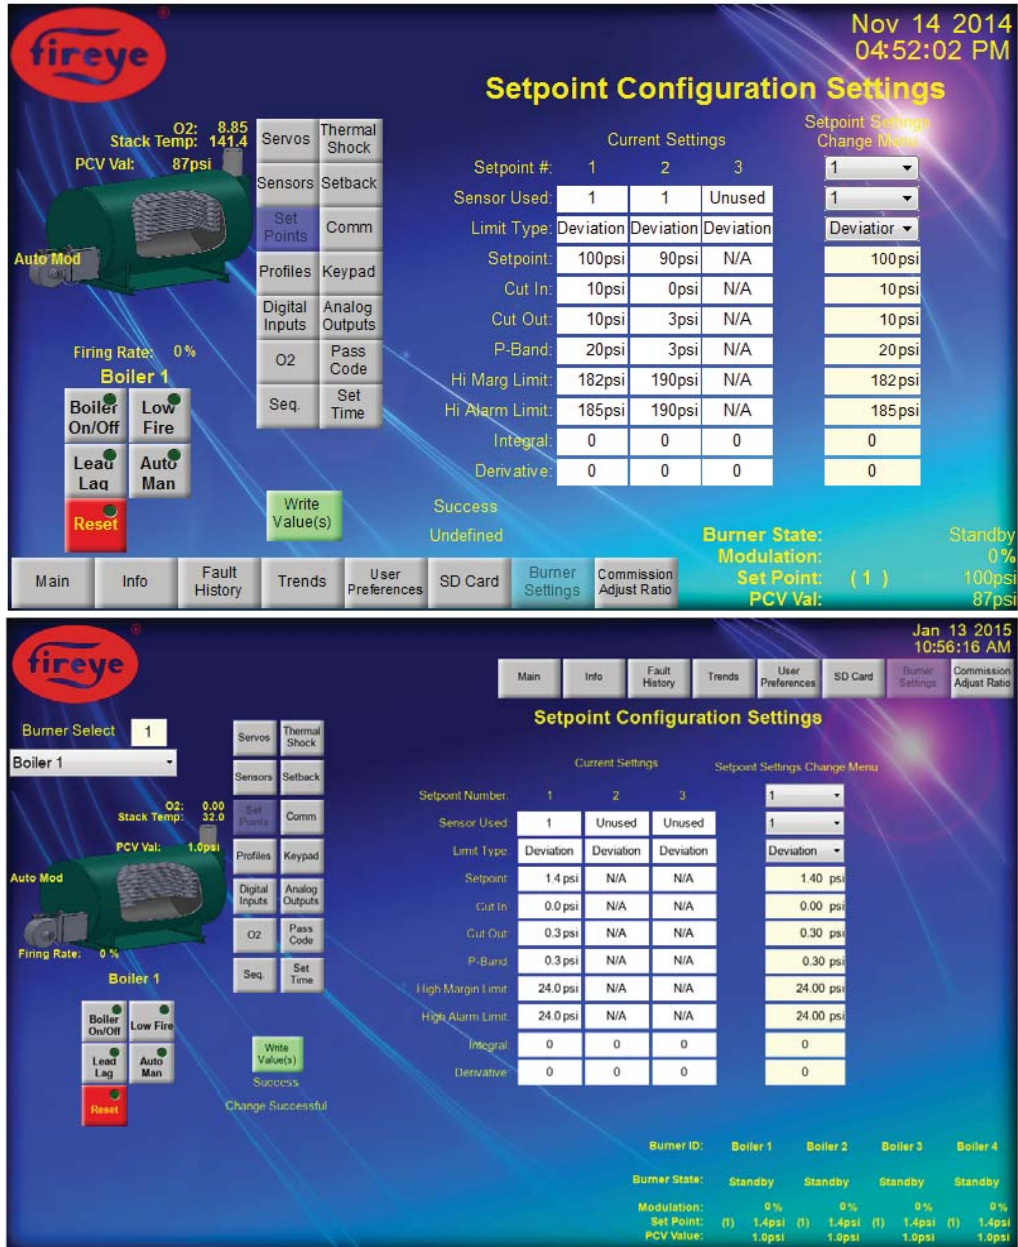 fireye
®
Nov 14 2014
04:52:02 PM
Setpoint Configuration Settings
O2: 8.85
Stack Temp: 141.4
PCV Val: 87psi
Auto Mod
Firing Rate: 0%
Boiler 1
Boiler On/Off
Low Fire
Lead Lag
Auto Man
Reset
Servos
Thermal Shock
Sensors
Setback
Set Points
Comm
Profiles
Keypad
Digital Inputs
Analog Outputs
O2
Pass Code
Seq.
Set Time
Current Settings
Setpoint Settings
Change Menu
Setpoint #: 1 2 3 1
Sensor Used: 1 1 Unused 1
Limit Type: Deviation Deviation Deviation Deviatior
Setpoint: 100psi 90psi N/A 100psi
Cut In: 10psi 0psi N/A 10psi
Cut Out: 10psi 3psi N/A 10psi
P-Band: 20psi 3psi N/A 20psi
Hi Marg Limit: 182psi 190psi N/A 182psi
Hi Alarm Limit: 185psi 190psi N/A 185psi
Integral: 0 0 0 0
Derivative: 0 0 0 0
Write Value(s)
Success
Undefined
Burner State: Standby
Modulation: 0%
Set Point: (1) 100psi
PCV Val: 87psi
Main
Info
Fault History
Trends
User Preferences
SD Card
Burner Settings
Commission Adjust Ratio
fireye
®
Jan 13 2015
10:56:16 AM
Main
Info
Fault History
Trends
User Preferences
SD Card
Burner Settings
Commission Adjust Ratio
Setpoint Configuration Settings
Burner Select 1
Boiler 1
O2: 0.00
Stack Temp: 32.0
PCV Val: 1.0psi
Auto Mod
Firing Rate: 0 %
Boiler 1
Boiler On/Off
Low Fire
Lead Lag
Auto Man
Reset
Servos
Thermal Shock
Sensors
Setback
Set Points
Comm
Profiles
Keypad
Digital Inputs
Analog Outputs
O2
Pass Code
Seq.
Set Time
Write Value(s)
Success
Change Successful
Current Settings
Setpoint Settings Change Menu
Setpoint Number: 1 2 3 1
Sensor Used: 1 Unused Unused 1
Limit Type: Deviation Deviation Deviation Deviation
Setpoint: 1.4 psi N/A N/A 1.40 psi
Cut In: 0.0 psi N/A N/A 0.00 psi
Cut Out: 0.3 psi N/A N/A 0.30 psi
P-Band: 0.3 psi N/A N/A 0.30 psi
High Margin Limit: 24.0 psi N/A N/A 24.00 psi
High Alarm Limit: 24.0 psi N/A N/A 24.00 psi
Integral: 0 0 0 0
Derivative: 0 0 0 0
Burner ID: Boiler 1 Boiler 2 Boiler 3 Boiler 4
Burner State: Standby Standby Standby Standby
Modulation: 0% 0% 0% 0%
Set Point: (1) 1.4psi (1) 1.4psi (1) 1.4psi (1) 1.4psi
PCV Value: 1.0psi 1.0psi 1.0psi 1.0psi